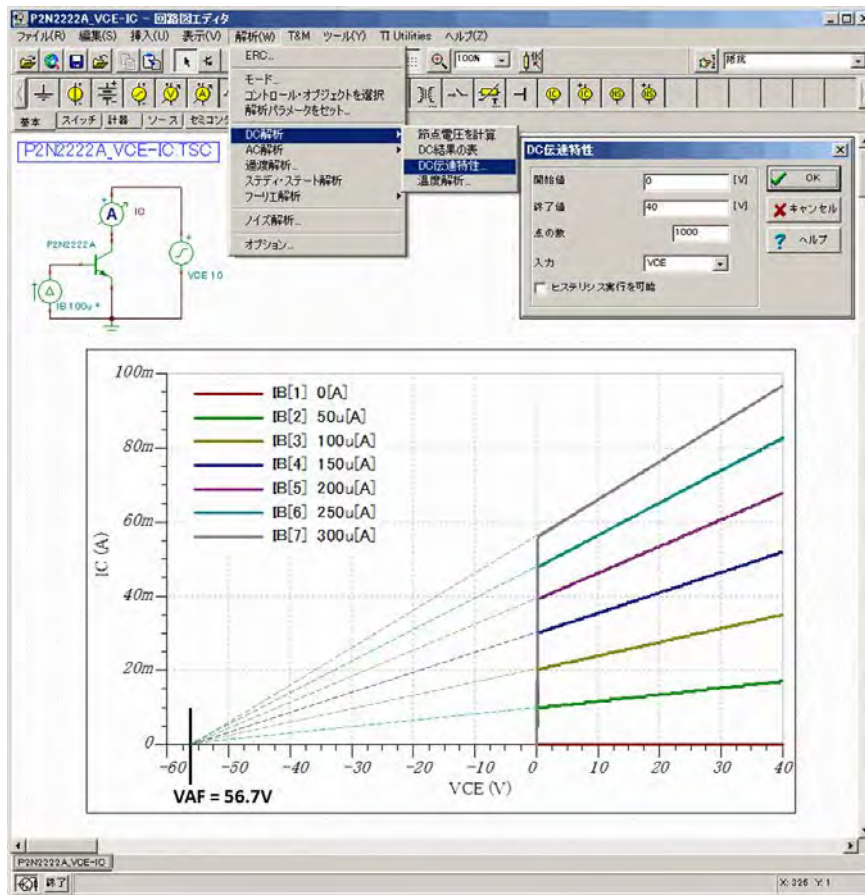 P2N2222A_VCE-IC - 回路図エディタ
ファイル(R) 編集(S) 挿入(U) 表示(V) 解析(W) T&M ツール(Y) TI Utilities ヘルプ(Z)
100%
抵抗
基本 スイッチ 計器 ソース セミコン
ERC...
モード...
コントロール・オブジェクトを選択
解析パラメータをセット...
DC解析
AC解析
過渡解析...
ステディ・ステート解析
フーリエ解析
ノイズ解析...
オプション...
節点電圧を計算
DC結果の表
DC伝達特性...
温度解析...
DC伝達特性
開始値 0 [V]
終了値 40 [V]
点の数 1000
入力 VCE
ヒステリシス実行を可能
OK
キャンセル
ヘルプ
P2N2222A_VCE-IC.TSC
A IC
P2N2222A
VCE 10
IB 100u *
100m
80m
60m
40m
20m
0
IC (A)
IB[1] 0[A]
IB[2] 50u[A]
IB[3] 100u[A]
IB[4] 150u[A]
IB[5] 200u[A]
IB[6] 250u[A]
IB[7] 300u[A]
-60 -50 -40 -30 -20 -10 0 10 20 30 40
VCE (V)
VAF = 56.7V
P2N2222A_VCE-IC
終了
X: 326 Y: 1